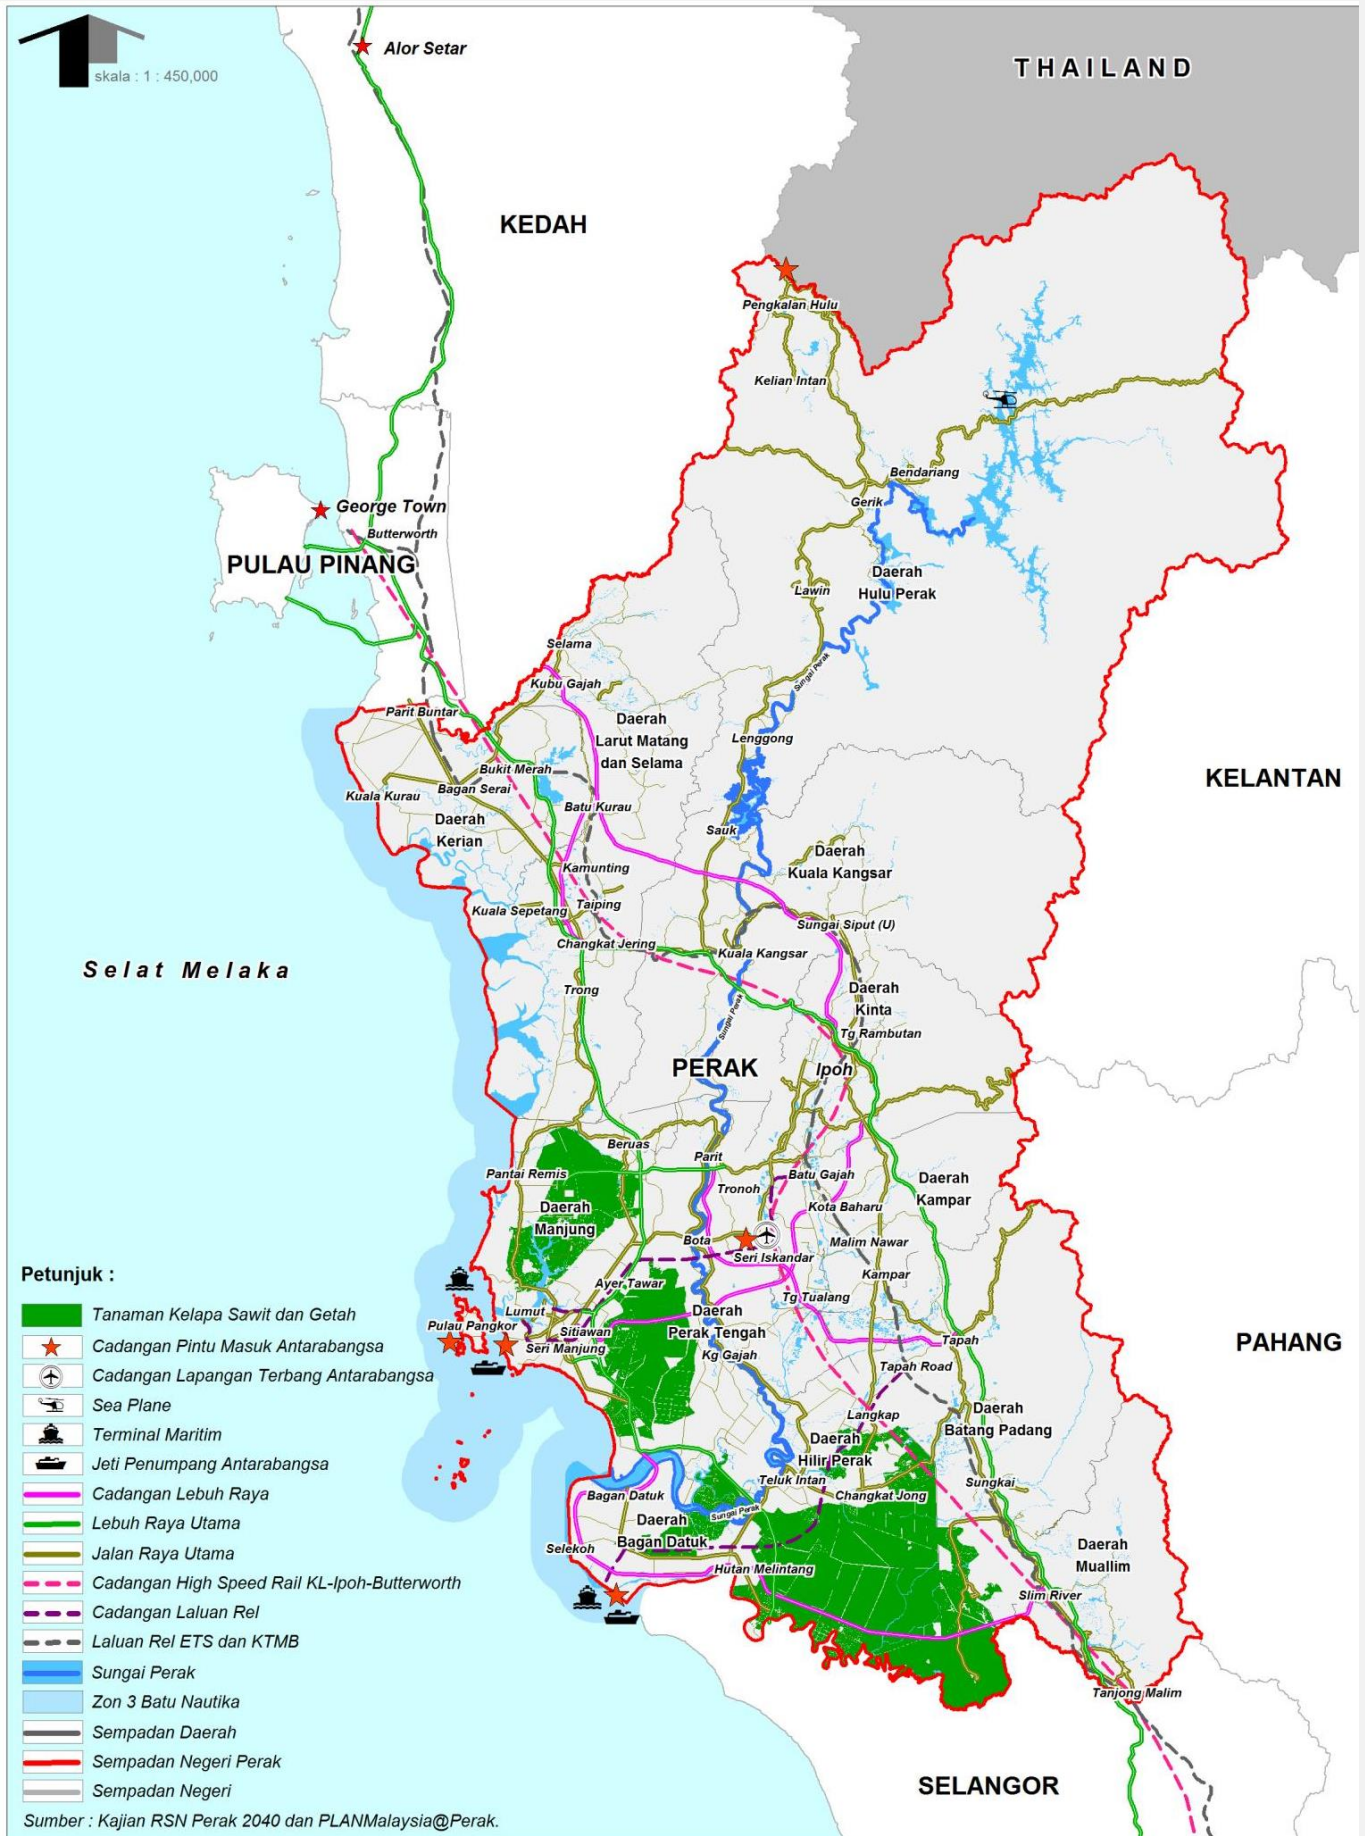 skala : 1 : 450,000
Alor Setar
THAILAND
KEDAH
Pengkalan Hulu
Kelian Intan
Bendariang
Gerik
George Town
Butterworth
PULAU PINANG
Daerah
Hulu Perak
Lawin
Selama
Sungai Perak
Kubu Gajah
Parit Buntar
Daerah
Larut Matang
dan Selama
Lenggong
Bukit Merah
Bagan Serai
Kuala Kurau
Batu Kurau
KELANTAN
Daerah
Kerian
Sauk
Daerah
Kuala Kangsar
Kamunting
Taiping
Kuala Sepetang
Sungai Siput (U)
Changkat Jering
Kuala Kangsar
Selat Melaka
Trong
Daerah
Kinta
Sungai Perak
Tg Rambutan
PERAK
Ipoh
Beruas
Parit
Pantai Remis
Tronoh
Batu Gajah
Daerah
Kampar
Daerah
Manjung
Kota Baharu
Bota
Malim Nawar
Seri Iskandar
Kampar
Ayer Tawar
Tg Tualang
Lumut
Daerah
Perak Tengah
Pulau Pangkor
Sitiawan
Seri Manjung
Kg Gajah
Tapah
PAHANG
Tapah Road
Langkap
Daerah
Batang Padang
Daerah
Hilir Perak
Teluk Intan
Sungkai
Bagan Datuk
Changkat Jong
Sungai Perak
Daerah
Bagan Datuk
Selekoh
Daerah
Muallim
Hutan Melintang
Slim River
Tanjong Malim
SELANGOR
Petunjuk :
Tanaman Kelapa Sawit dan Getah
Cadangan Pintu Masuk Antarabangsa
Cadangan Lapangan Terbang Antarabangsa
Sea Plane
Terminal Maritim
Jeti Penumpang Antarabangsa
Cadangan Lebuh Raya
Lebuh Raya Utama
Jalan Raya Utama
Cadangan High Speed Rail KL-Ipoh-Butterworth
Cadangan Laluan Rel
Laluan Rel ETS dan KTMB
Sungai Perak
Zon 3 Batu Nautika
Sempadan Daerah
Sempadan Negeri Perak
Sempadan Negeri
Sumber : Kajian RSN Perak 2040 dan PLANMalaysia@Perak.